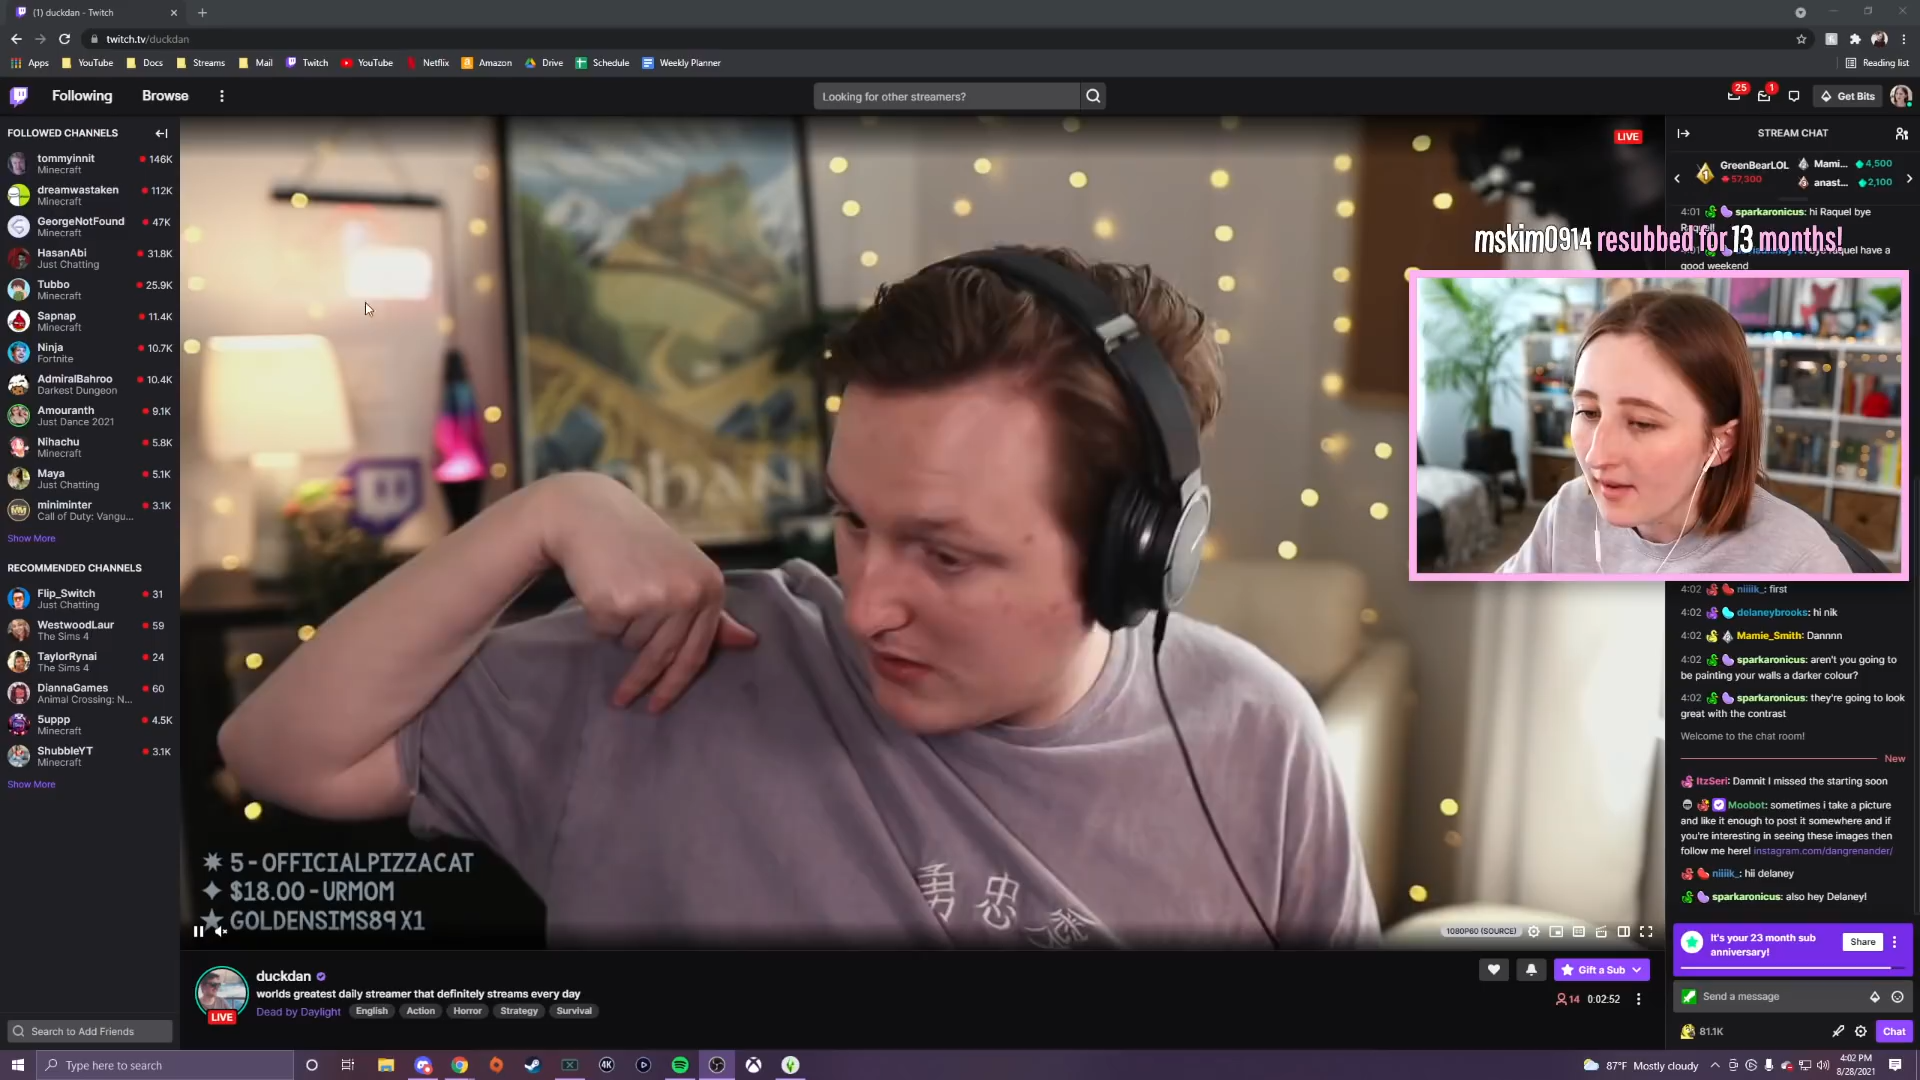 (1) duckdan - Twitch
twitch.tv/duckdan
Apps YouTube Docs Streams Mail Twitch YouTube Netflix Amazon Drive Schedule Weekly Planner Reading list
Following Browse Looking for other streamers? 25 1 Get Bits
FOLLOWED CHANNELS
tommyinnit 146K
Minecraft
dreamwastaken 112K
Minecraft
GeorgeNotFound 47K
Minecraft
HasanAbi 31.8K
Just Chatting
Tubbo 25.9K
Minecraft
Sapnap 11.4K
Minecraft
Ninja 10.7K
Fortnite
AdmiralBahroo 10.4K
Darkest Dungeon
Amouranth 9.1K
Just Dance 2021
Nihachu 5.8K
Minecraft
Maya 5.1K
Just Chatting
miniminter 3.1K
Call of Duty: Vangu...
Show More
RECOMMENDED CHANNELS
Flip_Switch 31
Just Chatting
WestwoodLaur 59
The Sims 4
TaylorRynai 24
The Sims 4
DiannaGames 60
Animal Crossing: N...
5uppp 4.5K
Minecraft
ShubbleYT 3.1K
Minecraft
Show More
Search to Add Friends
LIVE
5 - OFFICIALPIZZACAT
$18.00 - URMOM
GOLDENSIMS89 X1
勇 忠
1080P60 (SOURCE)
duckdan
worlds greatest daily streamer that definitely streams every day
Dead by Daylight English Action Horror Strategy Survival
LIVE
Gift a Sub
14 0:02:52
STREAM CHAT
1 GreenBearLOL 57,300
Mami... 4,500
3 anast... 2,100
4:01 sparkaronicus: hi Raquel bye
mskim0914 resubbed for 13 months!
raquel have a
good weekend
4:02 niiiik_: first
4:02 delaneybrooks: hi nik
4:02 Mamie_Smith: Dannnn
4:02 sparkaronicus: aren't you going to
be painting your walls a darker colour?
4:02 sparkaronicus: they're going to look
great with the contrast
Welcome to the chat room!
New
ItzSeri: Damnit I missed the starting soon
Moobot: sometimes i take a picture
and like it enough to post it somewhere and if
you're interesting in seeing these images then
follow me here! instagram.com/dangrenander/
niiiik_: hii delaney
sparkaronicus: also hey Delaney!
It's your 23 month sub
anniversary!
Share
Send a message
81.1K Chat
Type here to search 4K 87°F Mostly cloudy
4:02 PM
8/28/2021